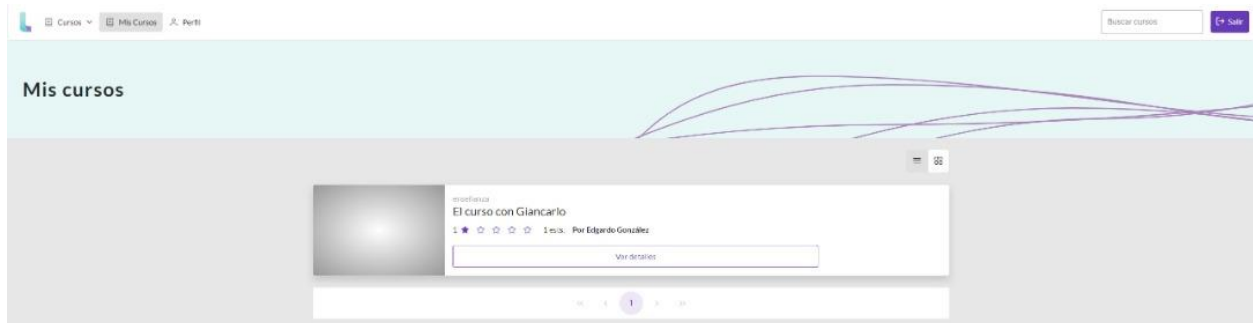 Cursos
Mis Cursos
Perfil
Buscar cursos
Salir
Mis cursos
enseñanza
El curso con Giancarlo
1 1 ests. Por Edgardo González
Ver detalles
1